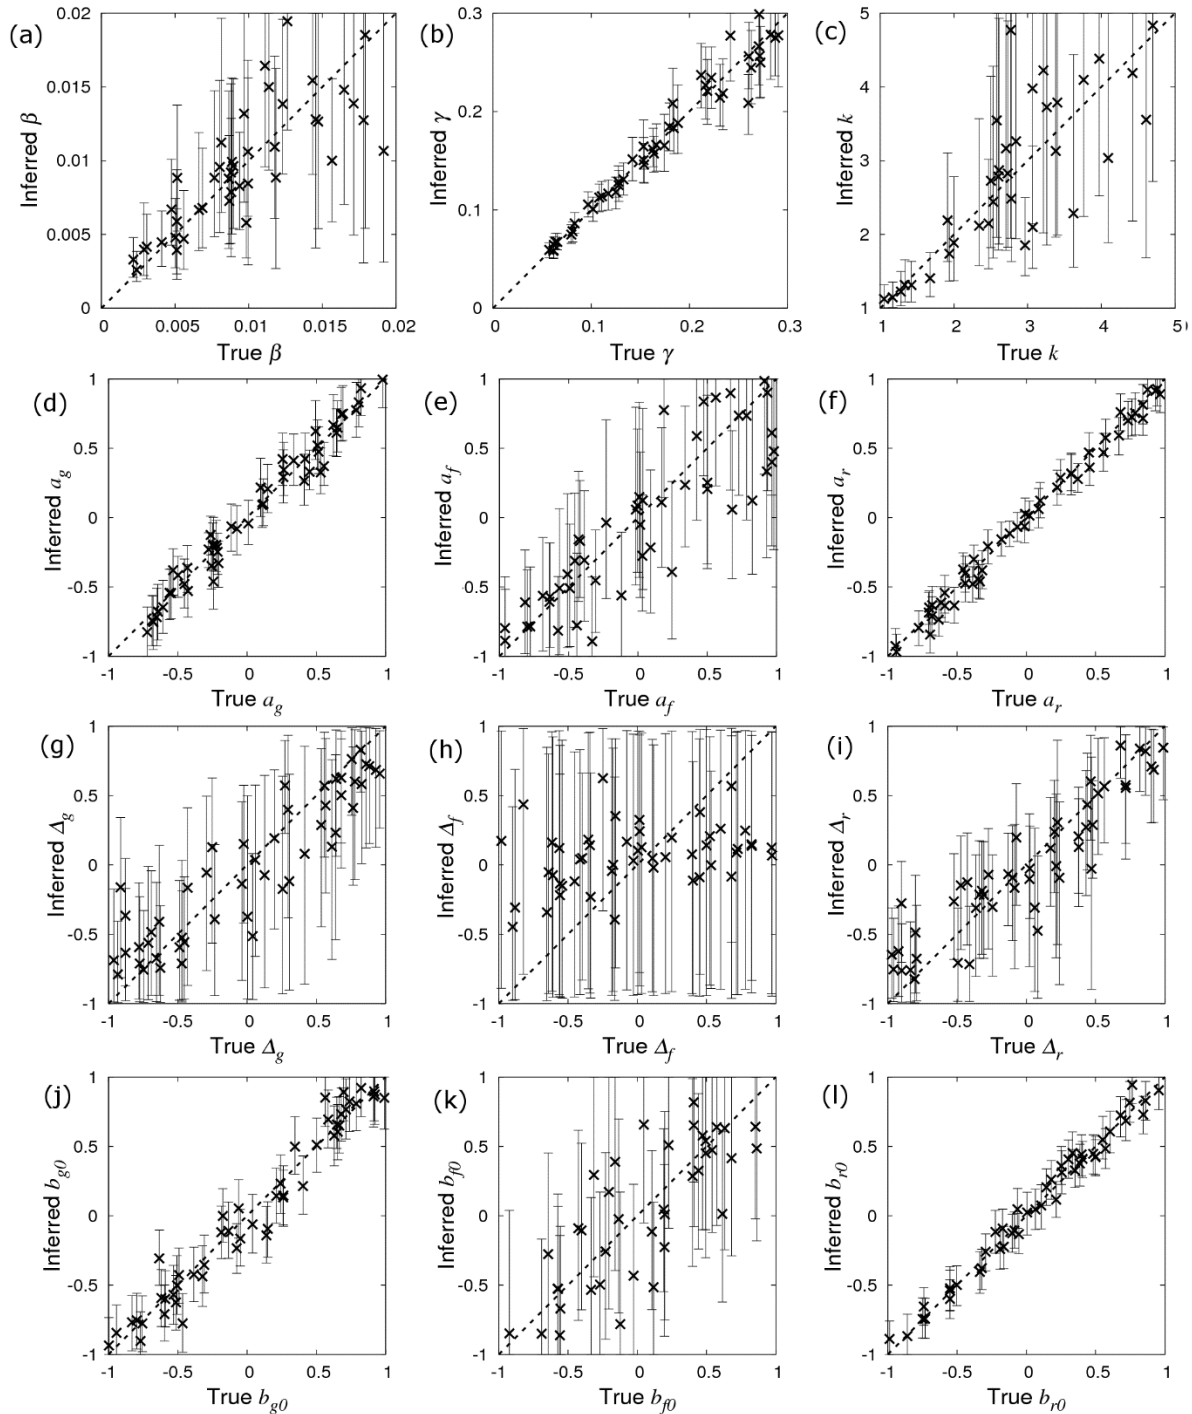 (a)
0.02
0.015
0.01
0.005
0
Inferred β
0 0.005 0.01 0.015 0.02
True β
(b)
0.3
0.2
0.1
0
Inferred γ
0 0.1 0.2 0.3
True γ
(c)
5
4
3
2
1
Inferred k
1 2 3 4 5
True k
(d)
1
0.5
0
-0.5
-1
Inferred a_g
-1 -0.5 0 0.5 1
True a_g
(e)
1
0.5
0
-0.5
-1
Inferred a_f
-1 -0.5 0 0.5 1
True a_f
(f)
1
0.5
0
-0.5
-1
Inferred a_r
-1 -0.5 0 0.5 1
True a_r
(g)
1
0.5
0
-0.5
-1
Inferred Δ_g
-1 -0.5 0 0.5 1
True Δ_g
(h)
1
0.5
0
-0.5
-1
Inferred Δ_f
-1 -0.5 0 0.5 1
True Δ_f
(i)
1
0.5
0
-0.5
-1
Inferred Δ_r
-1 -0.5 0 0.5 1
True Δ_r
(j)
1
0.5
0
-0.5
-1
Inferred b_g0
-1 -0.5 0 0.5 1
True b_g0
(k)
1
0.5
0
-0.5
-1
Inferred b_f0
-1 -0.5 0 0.5 1
True b_f0
(l)
1
0.5
0
-0.5
-1
Inferred b_r0
-1 -0.5 0 0.5 1
True b_r0